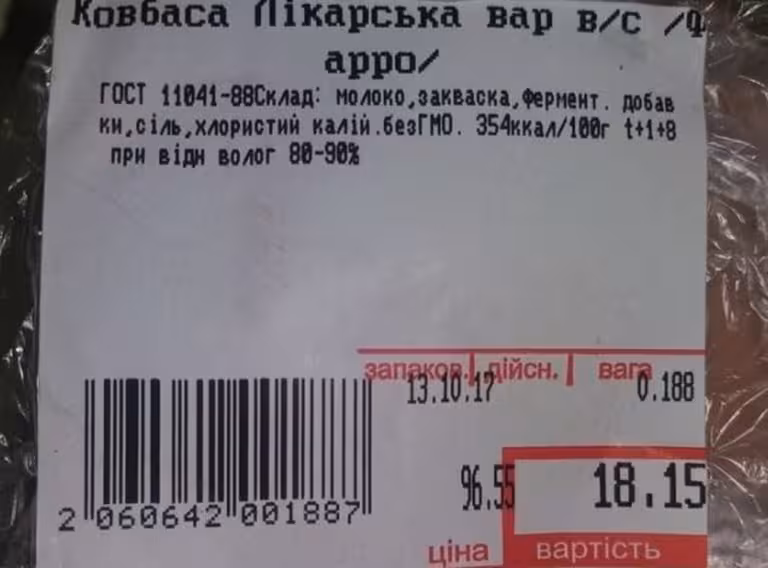 Ковбаса Лікарська вар в/с /Ф
арро/
ГОСТ 11041-88Склад: молоко,закваска,фермент. добав
ки,сіль,хлористий калій.безГМО. 354ккал/100г t+1+8
при відн волог 80-90%
запаков. дійсн. вага
13.10.17 0.188
96.55 18.15
2 060642 001887
ціна вартість